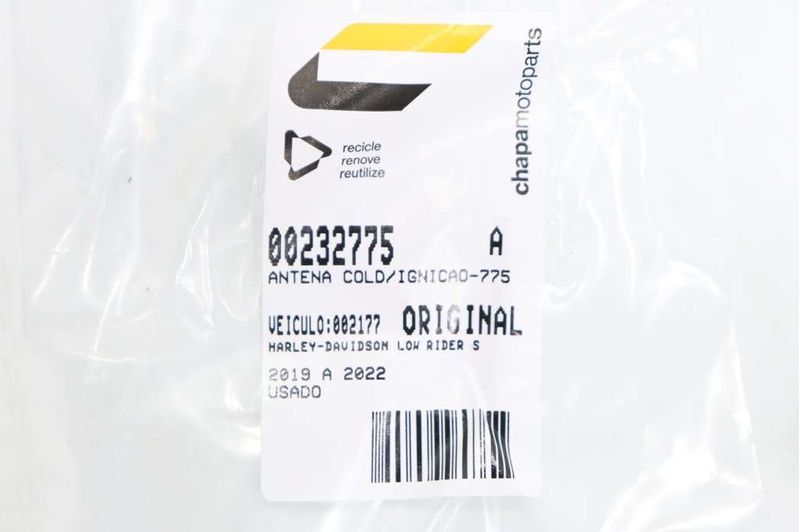 chapamotoparts
recicle
renove
reutilize
00232775 A
ANTENA COLD/IGNICAO-775
VEICULO:002177 ORIGINAL
HARLEY-DAVIDSON LOW RIDER S
2019 A 2022
USADO